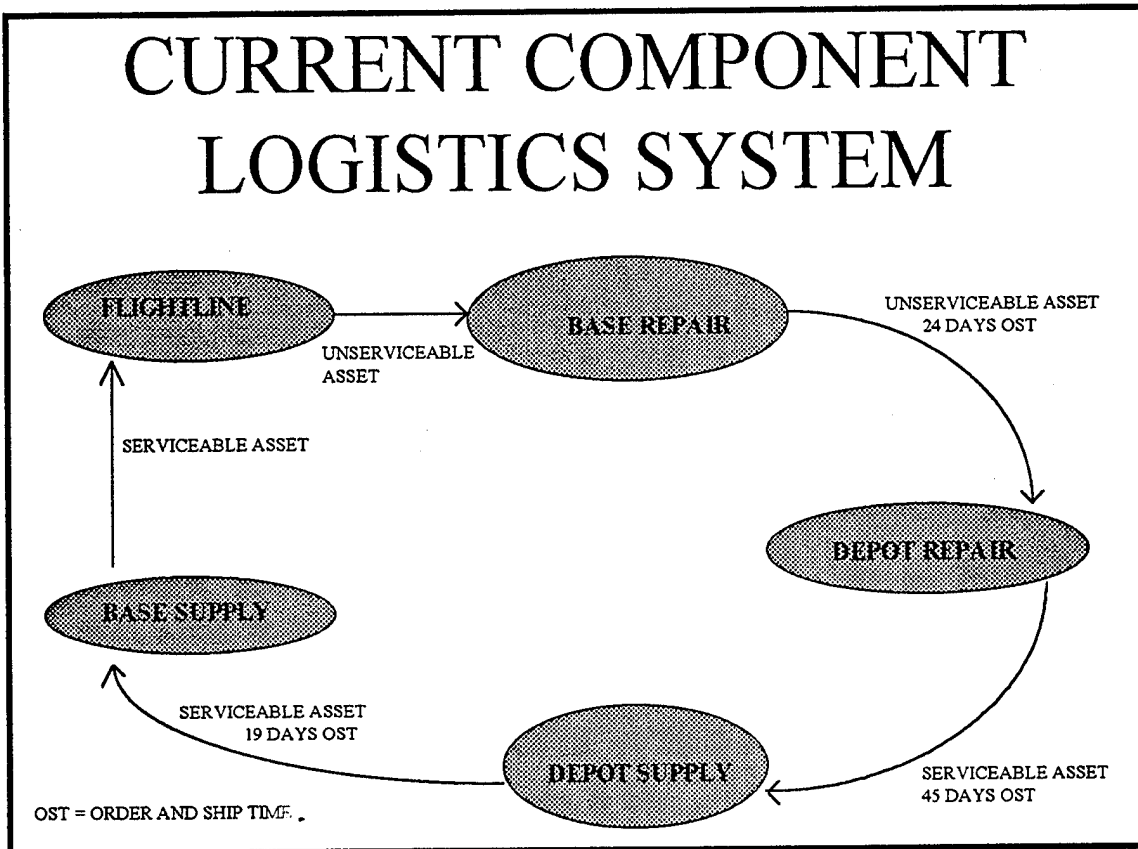 CURRENT COMPONENT
LOGISTICS SYSTEM
FLIGHTLINE
UNSERVICEABLE
ASSET
BASE REPAIR
UNSERVICEABLE ASSET
24 DAYS OST
DEPOT REPAIR
SERVICEABLE ASSET
45 DAYS OST
DEPOT SUPPLY
SERVICEABLE ASSET
19 DAYS OST
BASE SUPPLY
SERVICEABLE ASSET
OST = ORDER AND SHIP TIME.